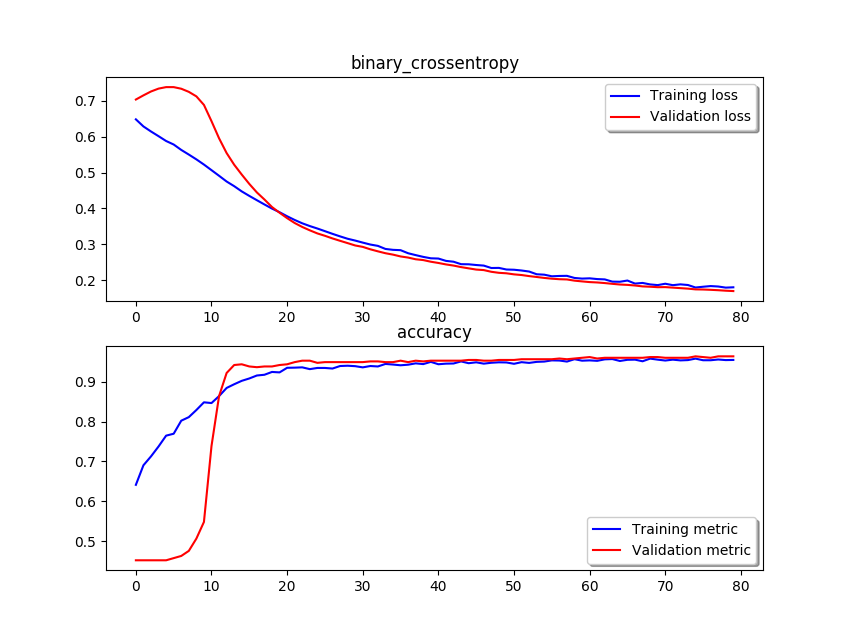 binary_crossentropy
0.7
0.6
0.5
0.4
0.3
0.2
Training loss
Validation loss
0 10 20 30 40 50 60 70 80
accuracy
0.9
0.8
0.7
0.6
0.5
Training metric
Validation metric
0 10 20 30 40 50 60 70 80